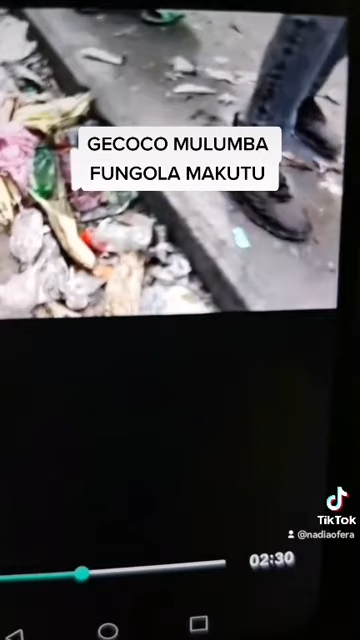 GECOCO MULUMBA
FUNGOLA MAKUTU
TikTok
@nadiaofera
02:30